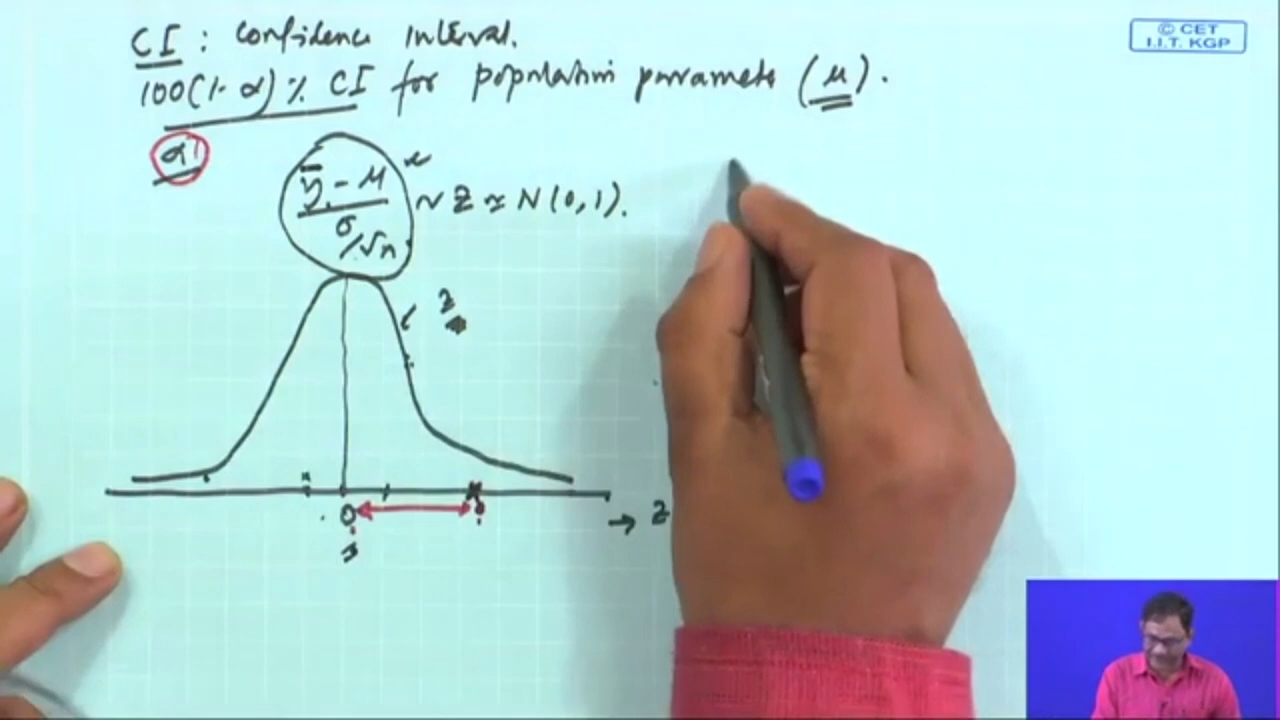 CI : Confidence interval.
© CET
I.I.T. KGP
100(1-α)% CI for population parameter (μ).
α
ȳ - μ
σ/√n
~ Z ≈ N(0,1).
z
0
→ z